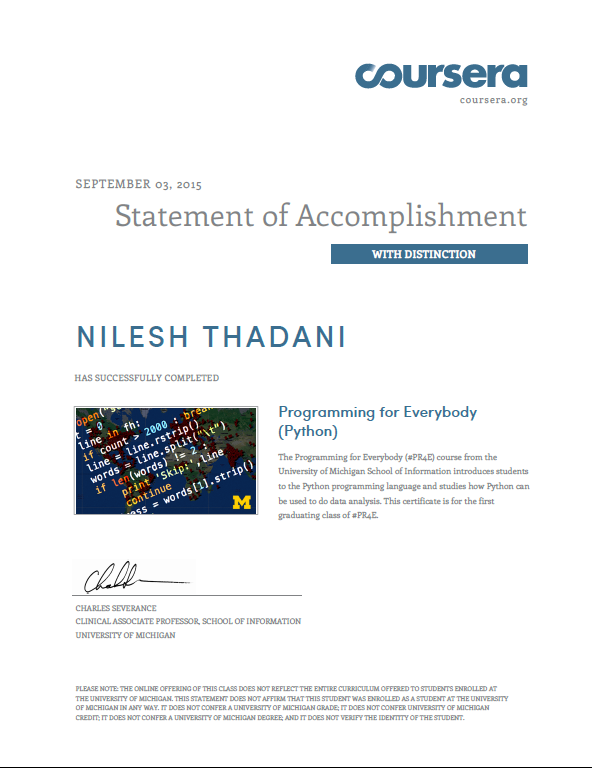 coursera
coursera.org
SEPTEMBER 03, 2015
Statement of Accomplishment
WITH DISTINCTION
NILESH THADANI
HAS SUCCESSFULLY COMPLETED
Programming for Everybody
(Python)
The Programming for Everybody (#PR4E) course from the
University of Michigan School of Information introduces students
to the Python programming language and studies how Python can
be used to do data analysis. This certificate is for the first
graduating class of #PR4E.
open("s
t = 0
line in fh:
if count > 2000 : break
line = line.rstrip()
words = line.split("\t")
if len(words) != 2 :
print 'Skip:',line
continue
ess = words[1].strip()
M
CHARLES SEVERANCE
CLINICAL ASSOCIATE PROFESSOR, SCHOOL OF INFORMATION
UNIVERSITY OF MICHIGAN
PLEASE NOTE: THE ONLINE OFFERING OF THIS CLASS DOES NOT REFLECT THE ENTIRE CURRICULUM OFFERED TO STUDENTS ENROLLED AT
THE UNIVERSITY OF MICHIGAN. THIS STATEMENT DOES NOT AFFIRM THAT THIS STUDENT WAS ENROLLED AS A STUDENT AT THE UNIVERSITY
OF MICHIGAN IN ANY WAY. IT DOES NOT CONFER A UNIVERSITY OF MICHIGAN GRADE; IT DOES NOT CONFER UNIVERSITY OF MICHIGAN
CREDIT; IT DOES NOT CONFER A UNIVERSITY OF MICHIGAN DEGREE; AND IT DOES NOT VERIFY THE IDENTITY OF THE STUDENT.